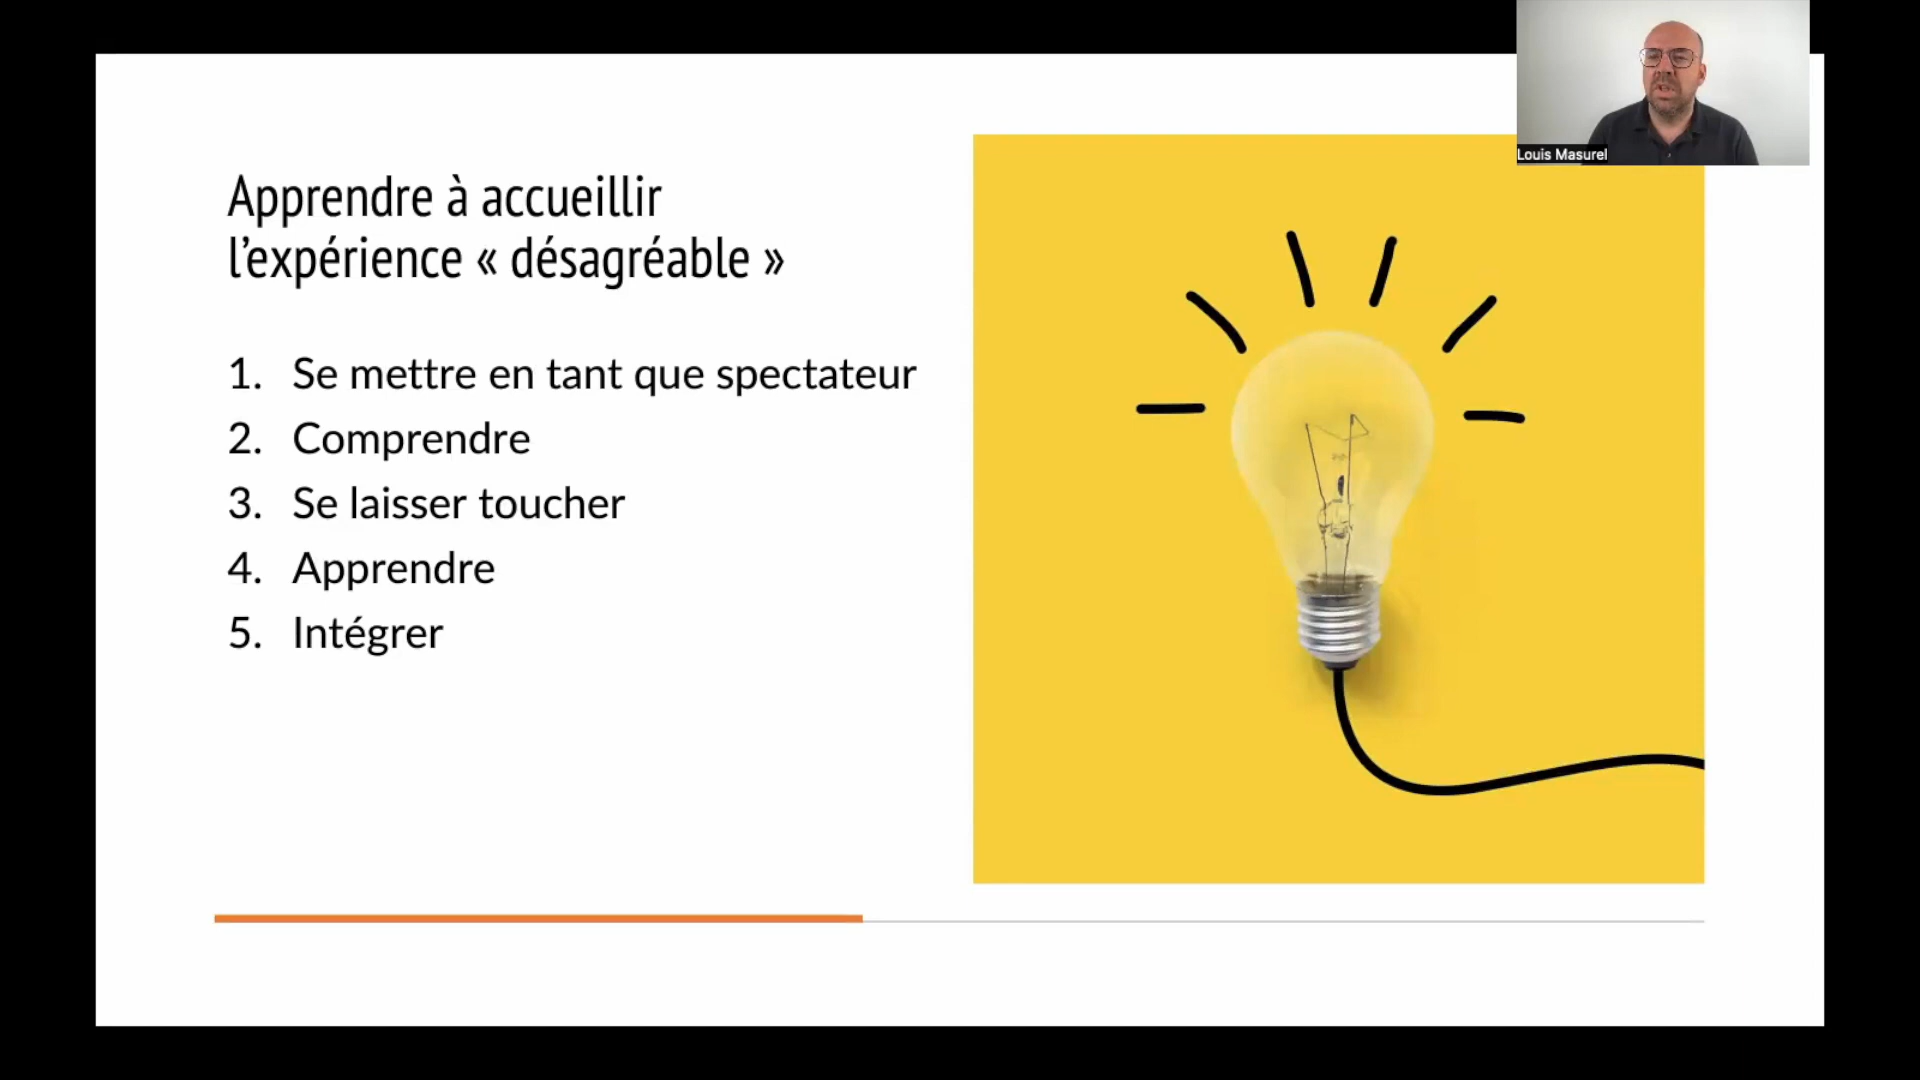 Apprendre à accueillir
l’expérience « désagréable »
1. Se mettre en tant que spectateur
2. Comprendre
3. Se laisser toucher
4. Apprendre
5. Intégrer
Louis Masurel